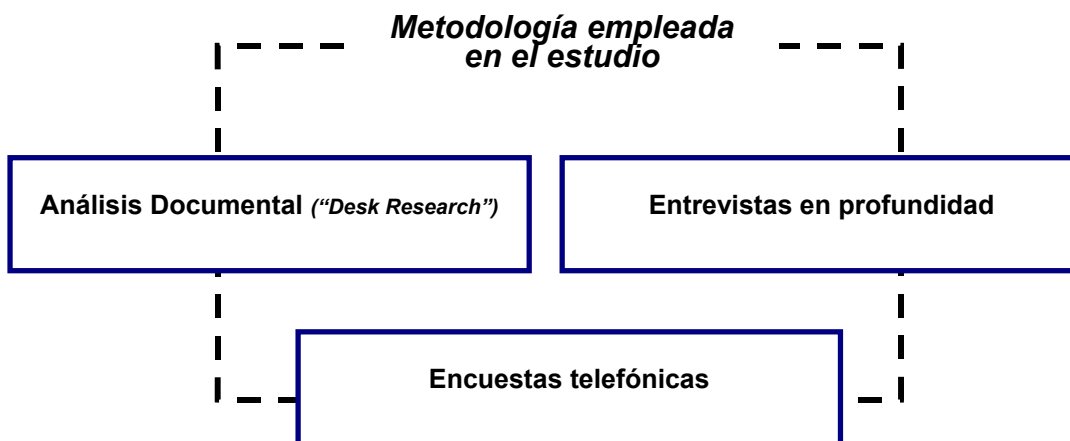 Metodología empleada
en el estudio
Análisis Documental (“Desk Research”)
Entrevistas en profundidad
Encuestas telefónicas